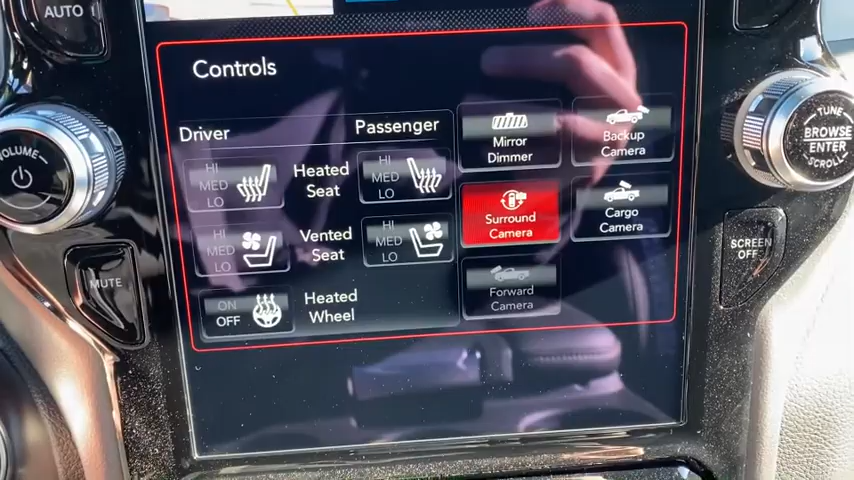 AUTO
Controls
Driver
Passenger
HI
MED
LO
Heated
Seat
HI
MED
LO
Mirror
Dimmer
Backup
Camera
HI
MED
LO
Vented
Seat
HI
MED
LO
Surround
Camera
Cargo
Camera
ON
OFF
Heated
Wheel
Forward
Camera
VOLUME
MUTE
TUNE
BROWSE
ENTER
SCROLL
SCREEN
OFF